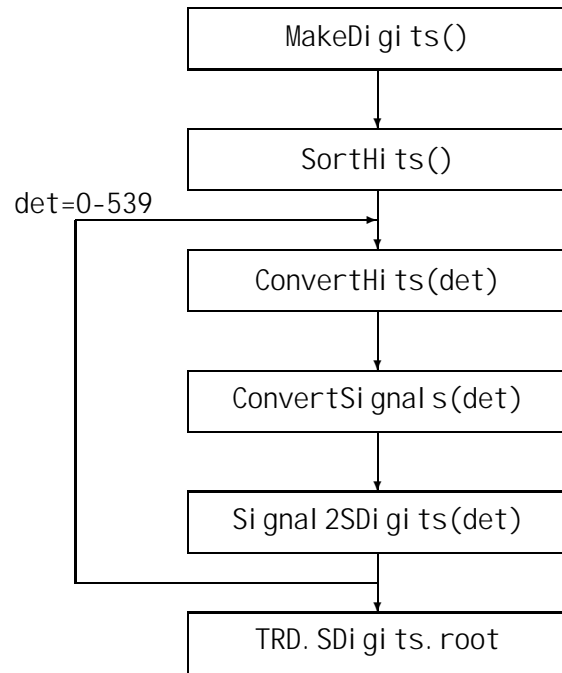 MakeDigits()
SortHits()
det=0-539
ConvertHits(det)
ConvertSignals(det)
Signal2SDigits(det)
TRD.SDigits.root